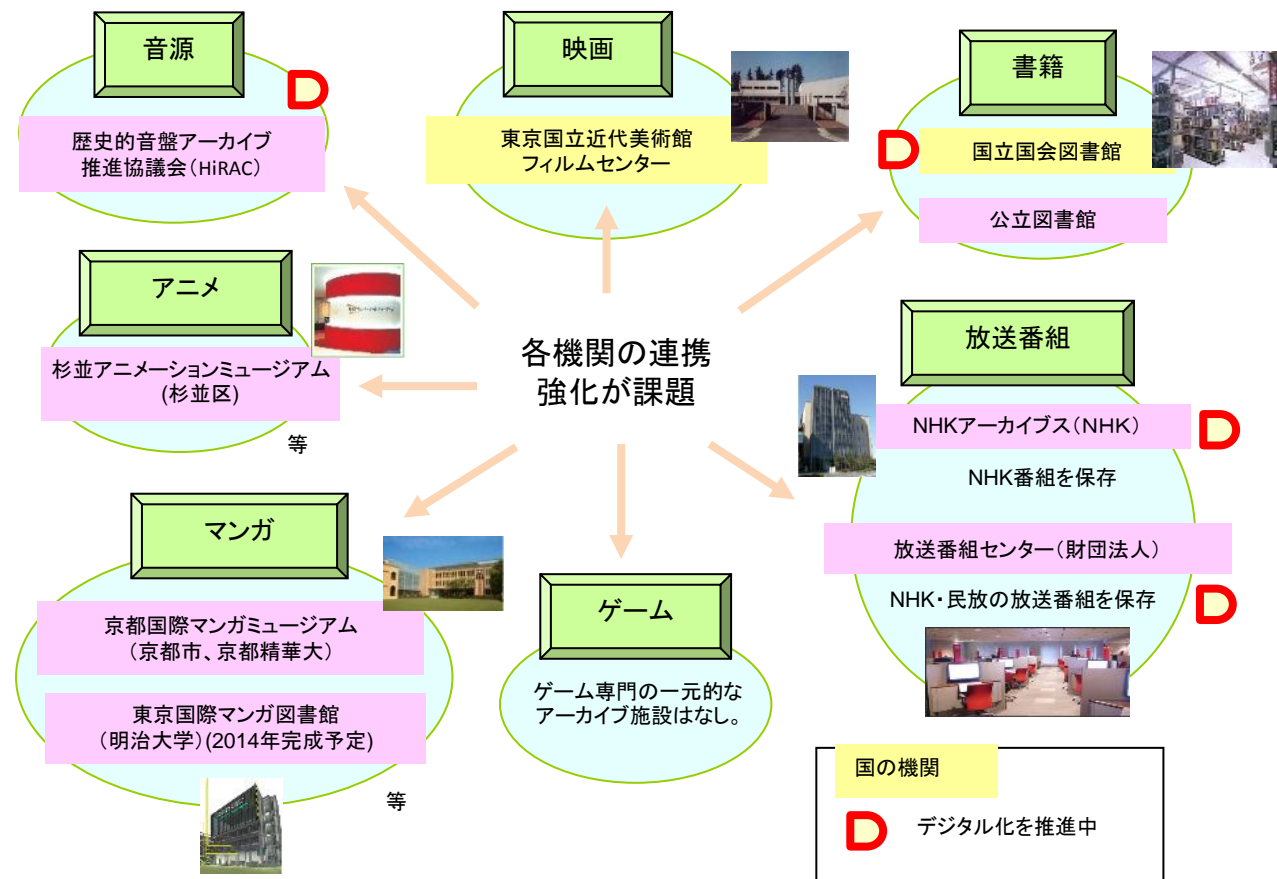 音源
歴史的音盤アーカイブ
推進協議会(HiRAC)
映画
東京国立近代美術館
フィルムセンター
書籍
国立国会図書館
公立図書館
アニメ
杉並アニメーションミュージアム
(杉並区)
等
各機関の連携
強化が課題
放送番組
NHKアーカイブス(NHK)
NHK番組を保存
放送番組センター(財団法人)
NHK・民放の放送番組を保存
マンガ
京都国際マンガミュージアム
(京都市、京都精華大)
東京国際マンガ図書館
(明治大学)(2014年完成予定)
等
ゲーム
ゲーム専門の一元的な
アーカイブ施設はなし。
国の機関
D デジタル化を推進中